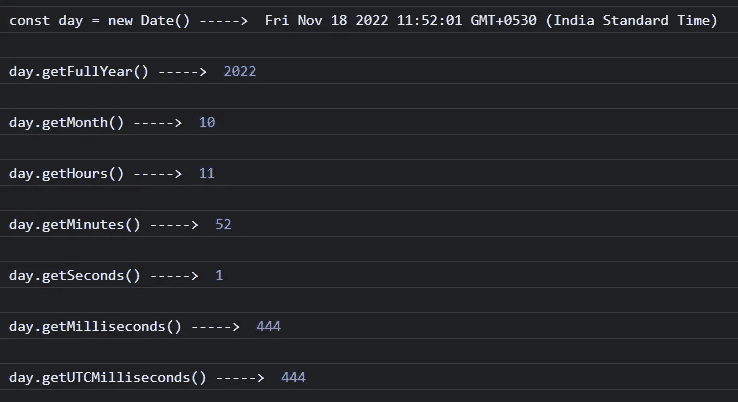 const day = new Date() -----> Fri Nov 18 2022 11:52:01 GMT+0530 (India Standard Time)
day.getFullYear() -----> 2022
day.getMonth() -----> 10
day.getHours() -----> 11
day.getMinutes() -----> 52
day.getSeconds() -----> 1
day.getMilliseconds() -----> 444
day.getUTCMilliseconds() -----> 444